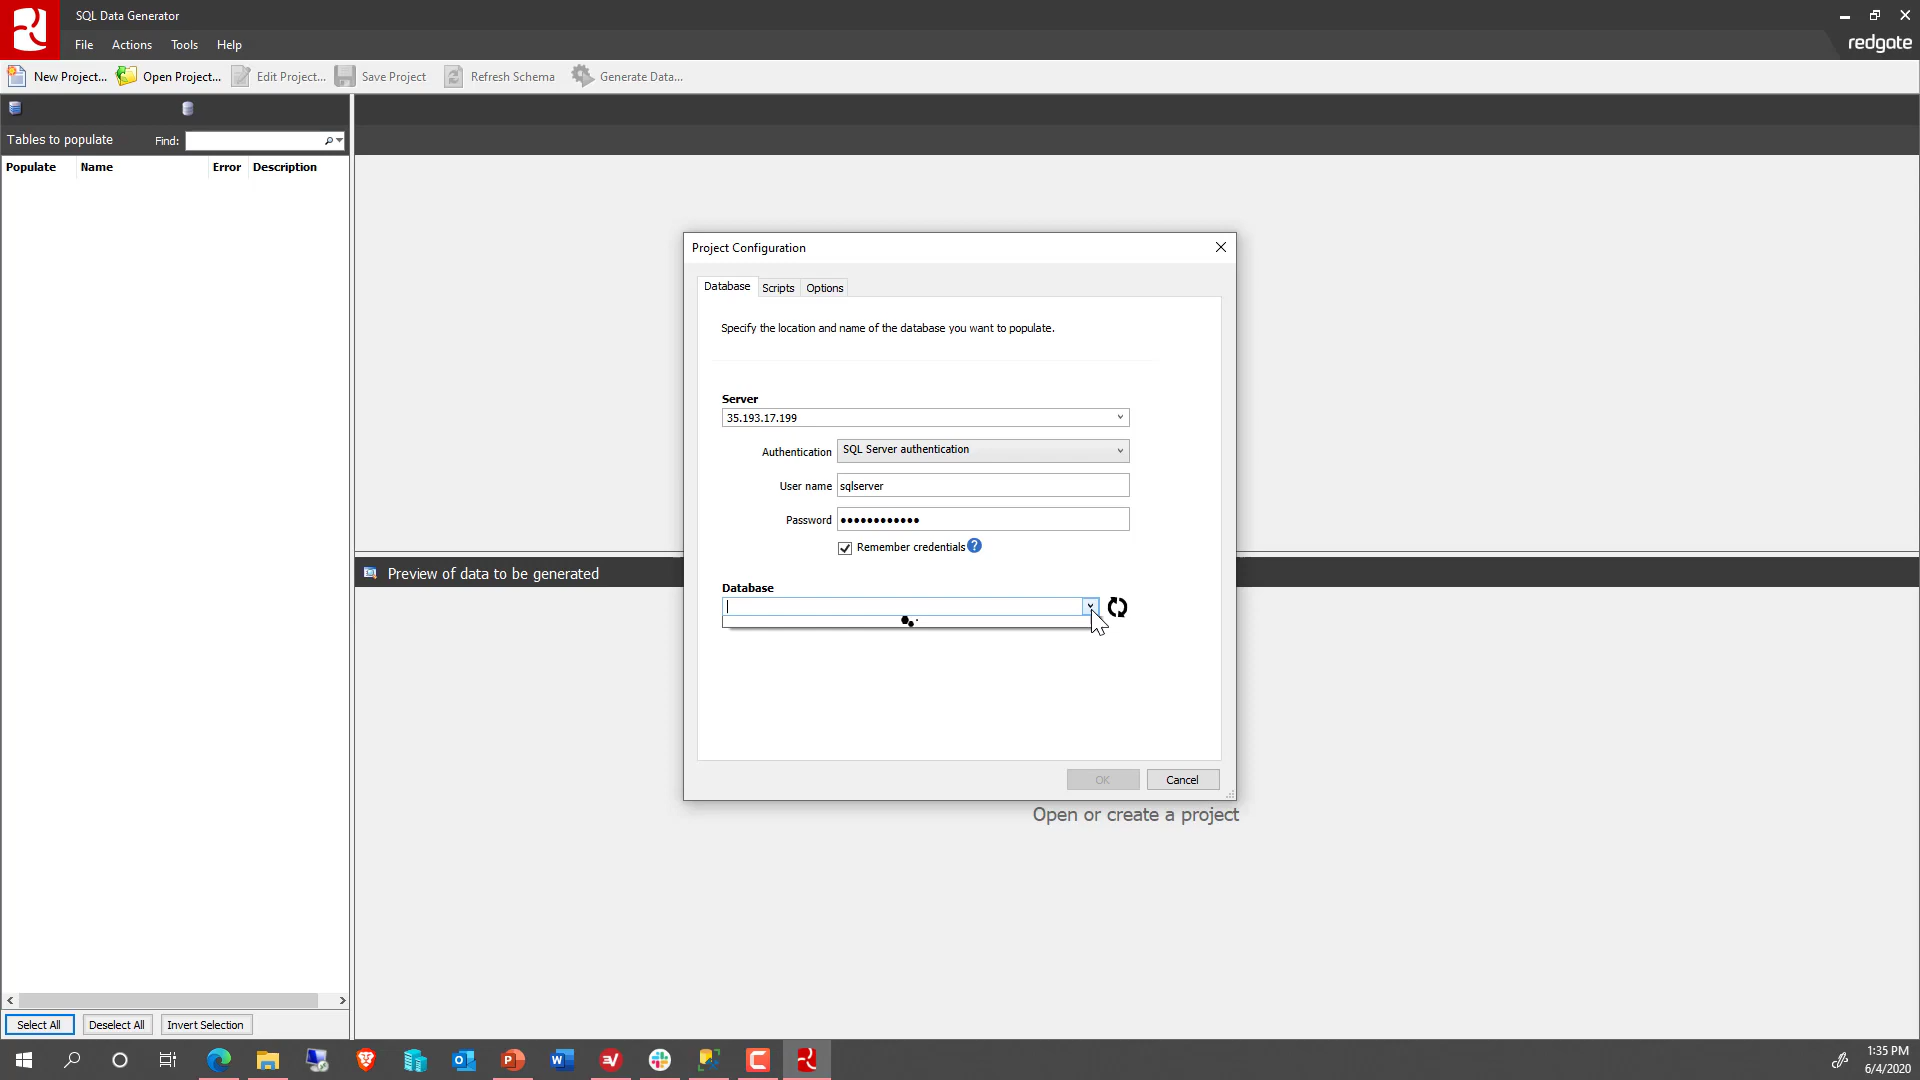 SQL Data Generator
File Actions Tools Help
redgate
New Project... Open Project... Edit Project... Save Project Refresh Schema Generate Data...
Tables to populate Find:
Populate Name Error Description
Project Configuration
Database Scripts Options
Specify the location and name of the database you want to populate.
Server
35.193.17.199
Authentication SQL Server authentication
User name sqlserver
Password ••••••••••••
Remember credentials ?
Preview of data to be generated
Database
OK Cancel
Open or create a project
Select All Deselect All Invert Selection
1:35 PM
6/4/2020